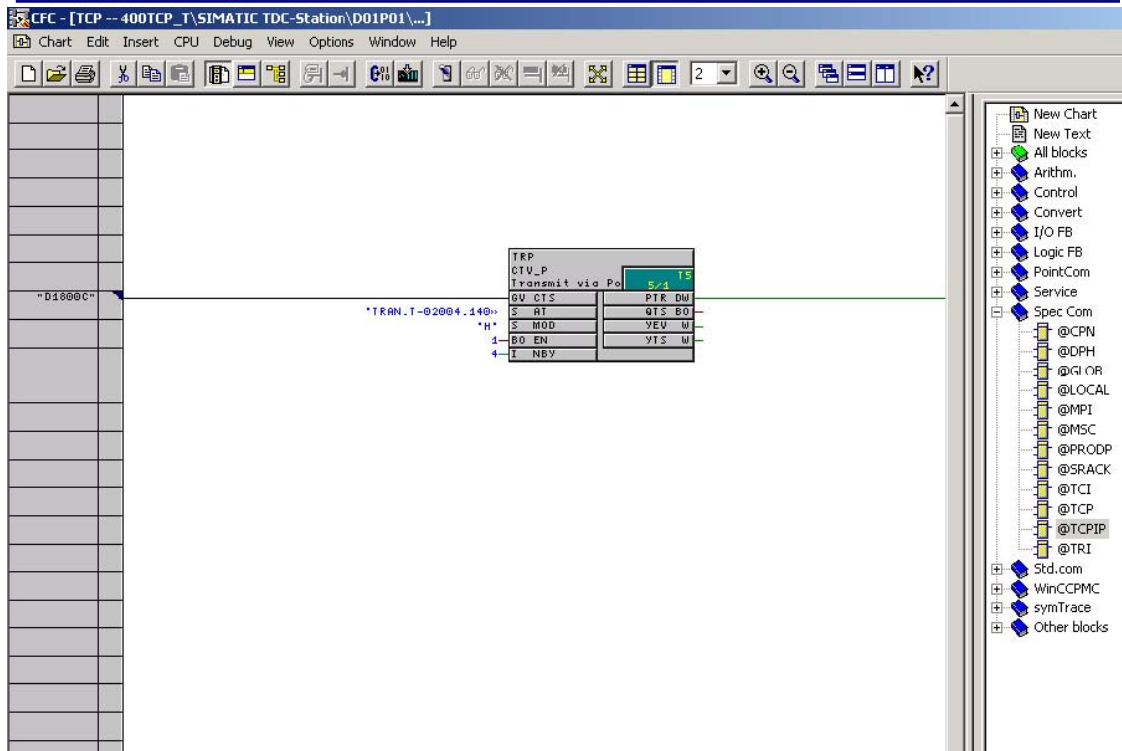 CFC - [TCP -- 400TCP_T\SIMATIC TDC-Station\D01P01\...]
Chart Edit Insert CPU Debug View Options Window Help
2
New Chart
New Text
All blocks
Arithm.
Control
Convert
I/O FB
Logic FB
PointCom
Service
Spec Com
@CPN
@DPH
@GLOB
@LOCAL
@MPI
@MSC
@PRODP
@SRACK
@TCI
@TCP
@TCPIP
@TRI
Std.com
WinCCPMC
symTrace
Other blocks
TRP
CTV_P
Transmit via Po
T5
5/1
"D1800C"
GV CTS PTR DW
"TRAN.T-02004.140» S AT QTS BO
"H" S MOD YEV W
1 BO EN YTS W
4 I NBY